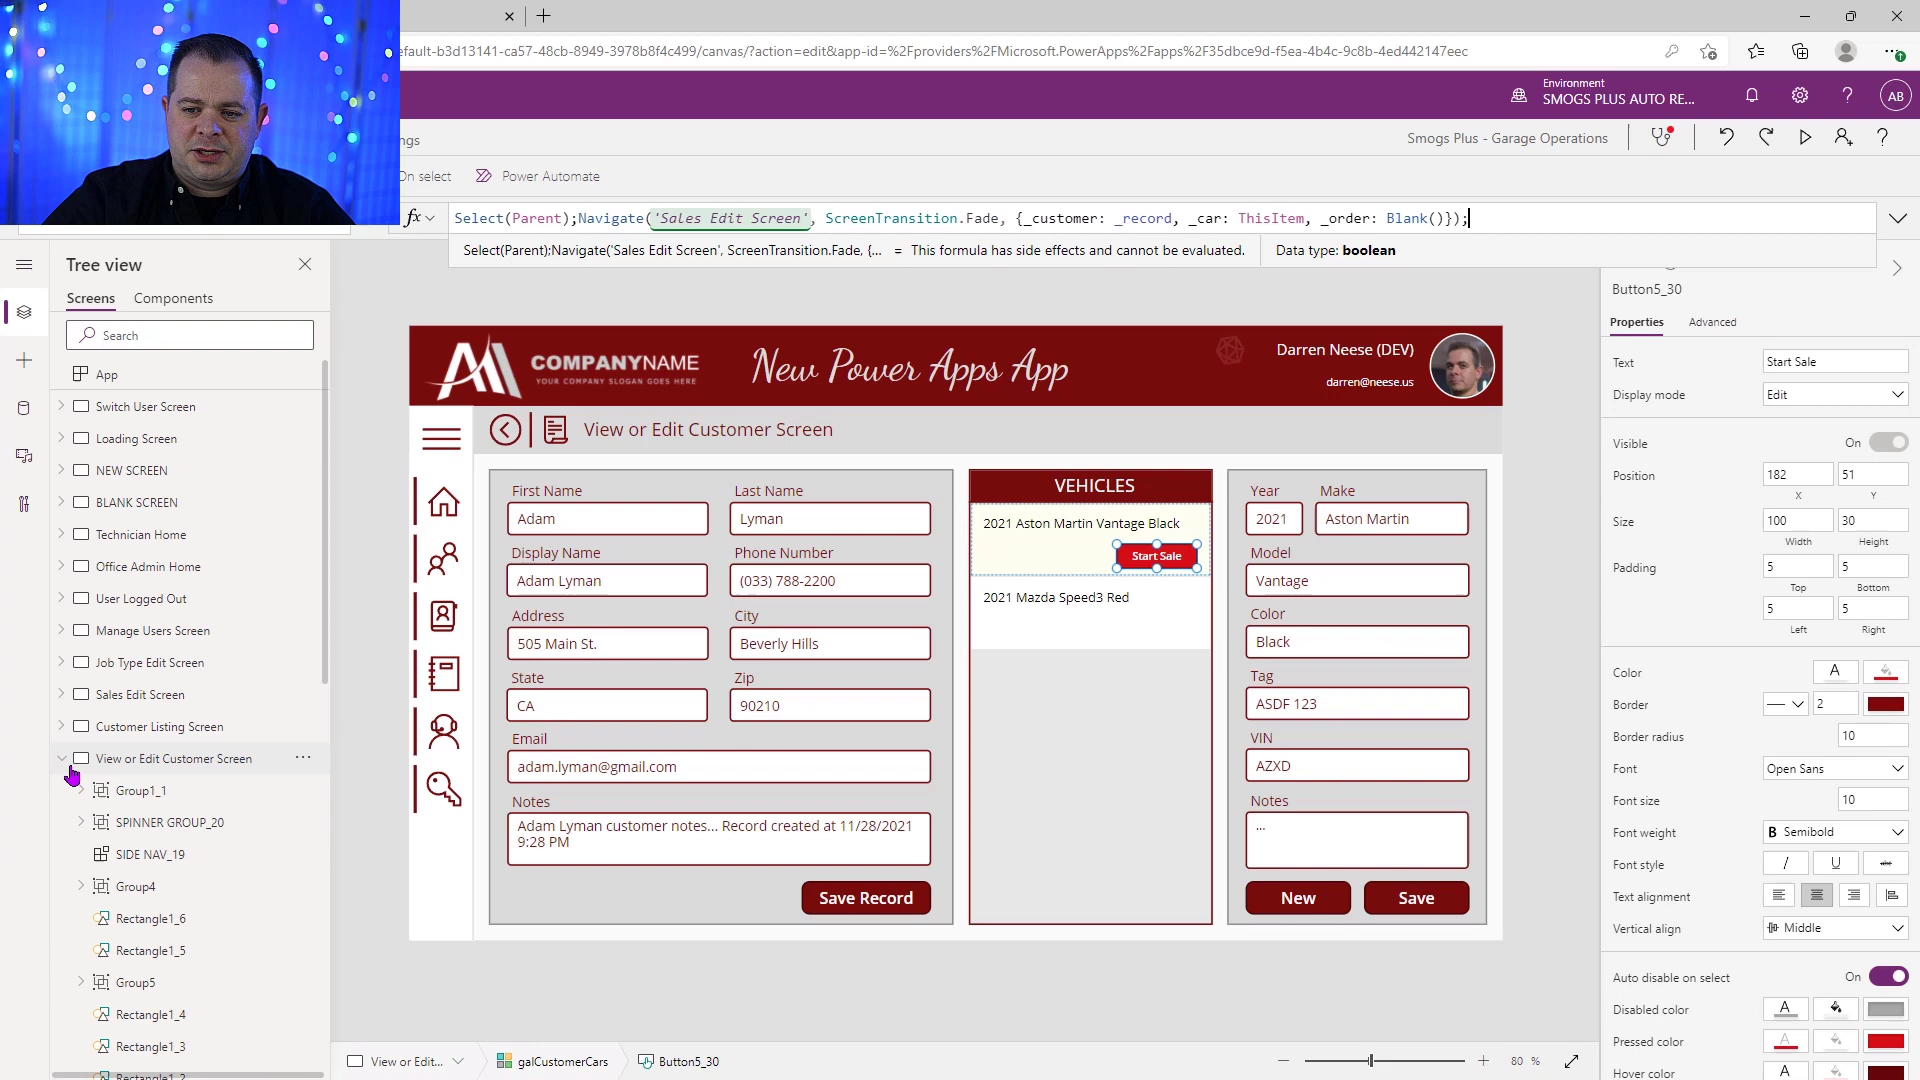 efault-b3d13141-ca57-48cb-8949-3978b8f4c499/canvas/?action=edit&app-id=%2Fproviders%2FMicrosoft.PowerApps%2Fapps%2F35dbce9d-f5ea-4b4c-9c8b-4ed442147eec
Environment
SMOGS PLUS AUTO RE...
AB
ngs
Smogs Plus - Garage Operations
On select
Power Automate
fx
Select(Parent);Navigate('Sales Edit Screen', ScreenTransition.Fade, {_customer: _record, _car: ThisItem, _order: Blank()});
Select(Parent);Navigate('Sales Edit Screen', ScreenTransition.Fade, {... = This formula has side effects and cannot be evaluated.
Data type: boolean
Tree view
Screens
Components
Search
App
Switch User Screen
Loading Screen
NEW SCREEN
BLANK SCREEN
Technician Home
Office Admin Home
User Logged Out
Manage Users Screen
Job Type Edit Screen
Sales Edit Screen
Customer Listing Screen
View or Edit Customer Screen
Group1_1
SPINNER GROUP_20
SIDE NAV_19
Group4
Rectangle1_6
Rectangle1_5
Group5
Rectangle1_4
Rectangle1_3
Rectangle1_2
COMPANYNAME
YOUR COMPANY SLOGAN GOES HERE
New Power Apps App
Darren Neese (DEV)
darren@neese.us
View or Edit Customer Screen
First Name
Last Name
Adam
Lyman
Display Name
Phone Number
Adam Lyman
(033) 788-2200
Address
City
505 Main St.
Beverly Hills
State
Zip
CA
90210
Email
adam.lyman@gmail.com
Notes
Adam Lyman customer notes... Record created at 11/28/2021
9:28 PM
Save Record
VEHICLES
2021 Aston Martin Vantage Black
Start Sale
2021 Mazda Speed3 Red
Year
Make
2021
Aston Martin
Model
Vantage
Color
Black
Tag
ASDF 123
VIN
AZXD
Notes
...
New
Save
View or Edit...
galCustomerCars
Button5_30
80 %
Button5_30
Properties
Advanced
Text
Start Sale
Display mode
Edit
Visible
On
Position
182
51
X
Y
Size
100
30
Width
Height
Padding
5
5
Top
Bottom
5
5
Left
Right
Color
A
Border
2
Border radius
10
Font
Open Sans
Font size
10
Font weight
B Semibold
Font style
/
U
abc
Text alignment
Vertical align
Middle
Auto disable on select
On
Disabled color
A
Pressed color
A
Hover color
A